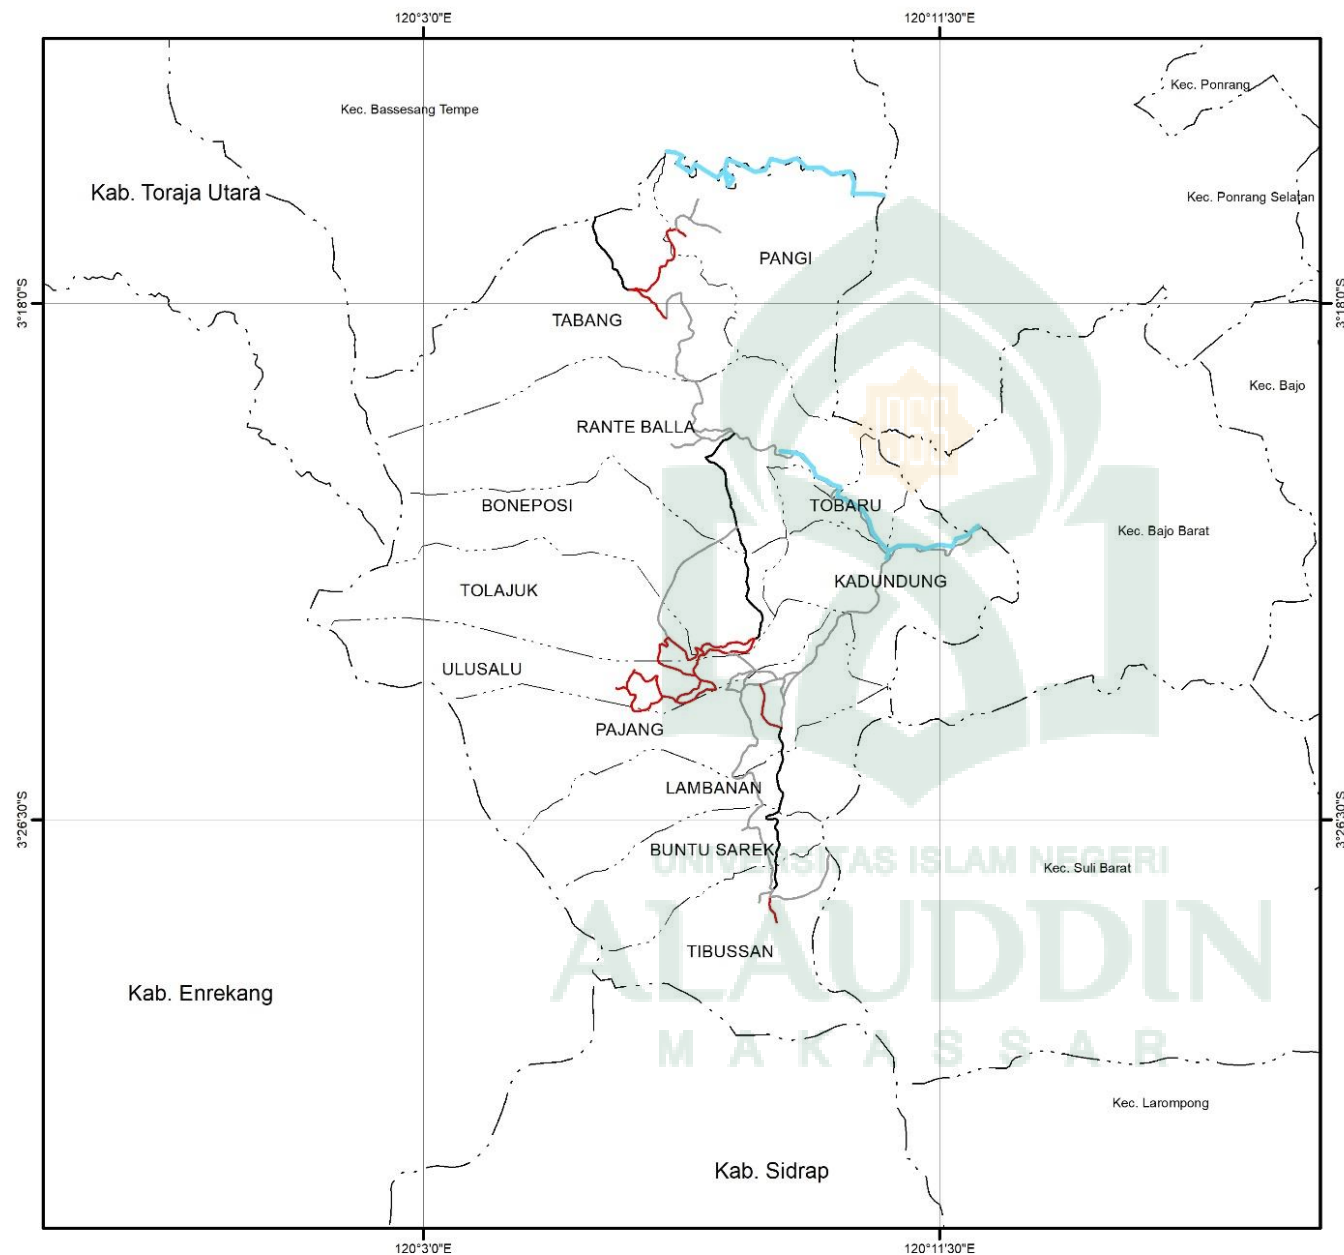 120°3'0"E
120°11'30"E
Kec. Ponrang
Kec. Bassesang Tempe
Kab. Toraja Utara
Kec. Ponrang Selatan
PANGI
3°18'0"S
3°18'0"S
TABANG
Kec. Bajo
RANTE BALLA
BONEPOSI
TOBARU
Kec. Bajo Barat
KADUNDUNG
TOLAJUK
ULUSALU
PAJANG
LAMBANAN
3°26'30"S
3°26'30"S
BUNTU SAREK
UNIVERSITAS ISLAM NEGERI
Kec. Suli Barat
ALAUDDIN
TIBUSSAN
Kab. Enrekang
MAKASSAR
Kec. Larompong
Kab. Sidrap
120°3'0"E
120°11'30"E
1965